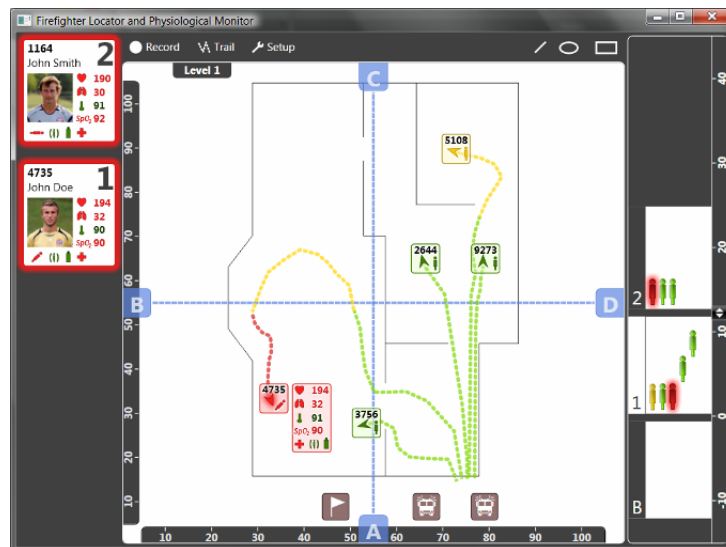 Firefighter Locator and Physiological Monitor
1164
John Smith
2
190
30
91
SpO2 92
4735
John Doe
1
194
32
90
SpO2 90
Record
Trail
Setup
Level 1
C
B
D
A
5108
2644
9273
4735
194
32
91
SpO2 90
3756
100
90
80
70
60
50
40
30
20
10
10 20 30 40 50 60 70 80 90 100
40
30
20
10
0
-10
2
1
B